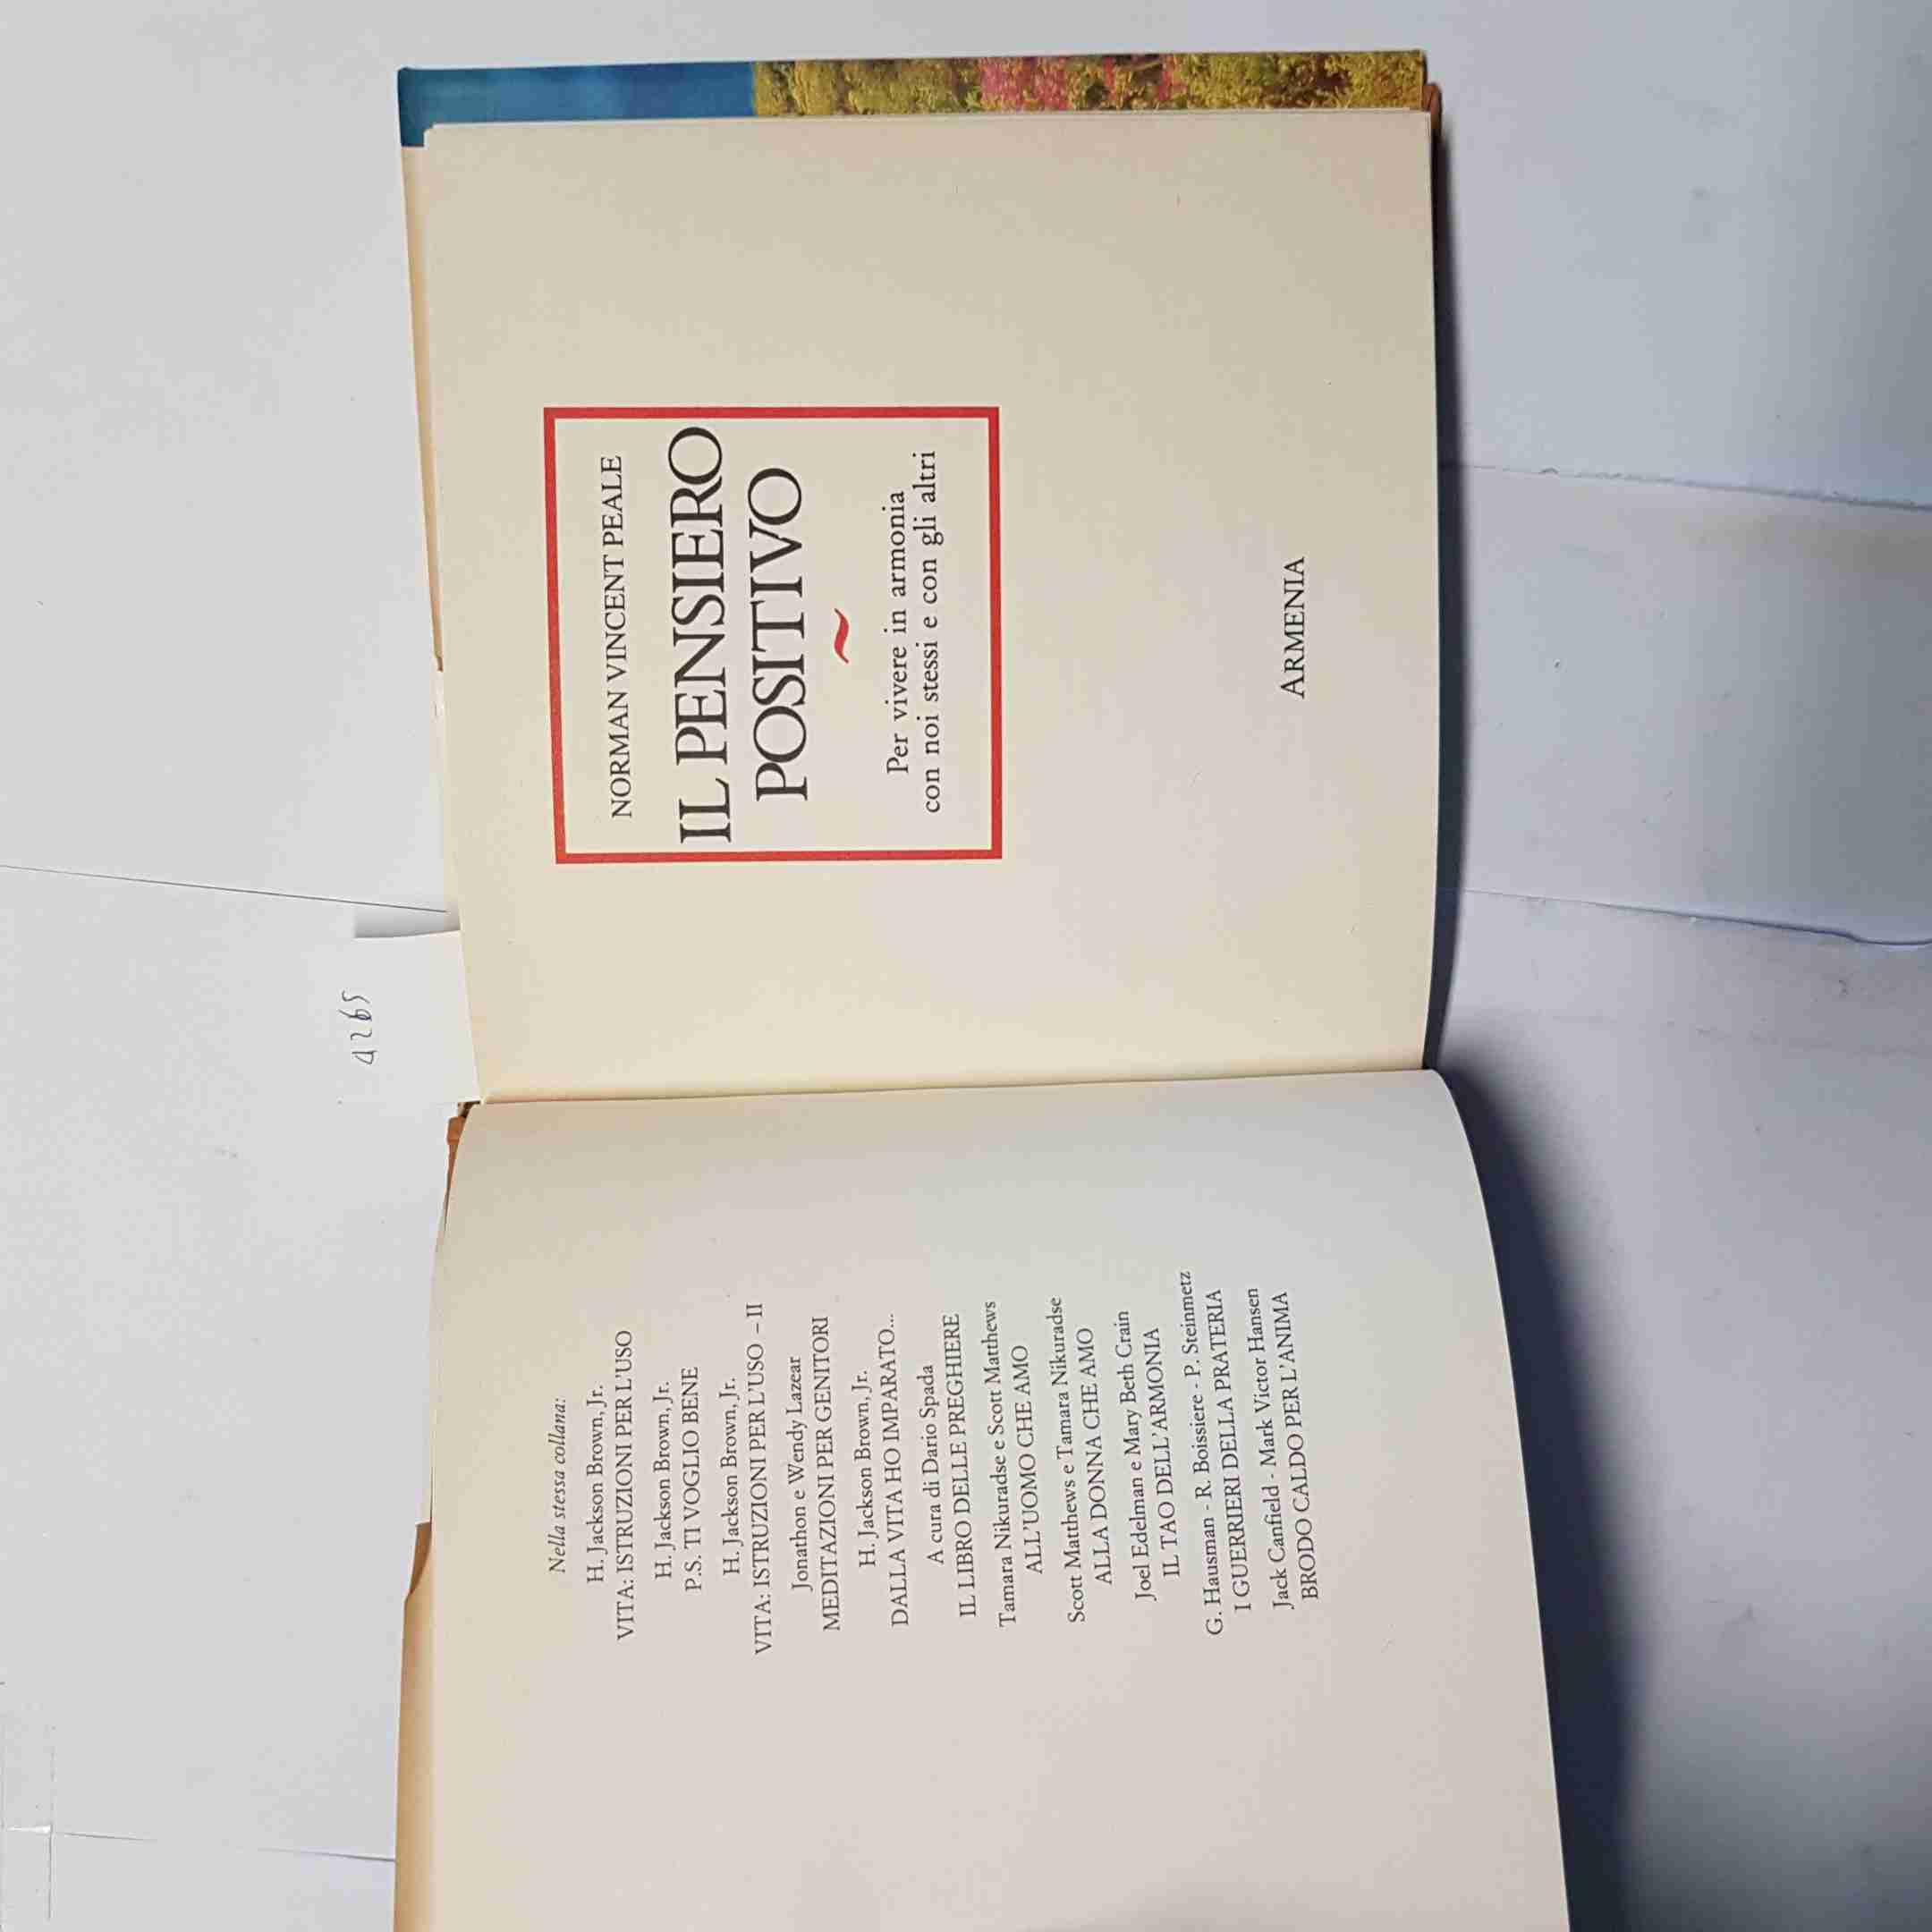 Nella stessa collana:
H. Jackson Brown, Jr.
VITA: ISTRUZIONI PER L'USO
H. Jackson Brown, Jr.
P.S. TI VOGLIO BENE
H. Jackson Brown, Jr.
VITA: ISTRUZIONI PER L'USO – II
Jonathon e Wendy Lazear
MEDITAZIONI PER GENITORI
H. Jackson Brown, Jr.
DALLA VITA HO IMPARATO...
A cura di Dario Spada
IL LIBRO DELLE PREGHIERE
Tamara Nikuradse e Scott Matthews
ALL'UOMO CHE AMO
Scott Matthews e Tamara Nikuradse
ALLA DONNA CHE AMO
Joel Edelman e Mary Beth Crain
IL TAO DELL'ARMONIA
G. Hausman - R. Boissiere - P. Steinmetz
I GUERRIERI DELLA PRATERIA
Jack Canfield - Mark Victor Hansen
BRODO CALDO PER L'ANIMA
4265
NORMAN VINCENT PEALE
IL PENSIERO
POSITIVO
~
Per vivere in armonia
con noi stessi e con gli altri
ARMENIA